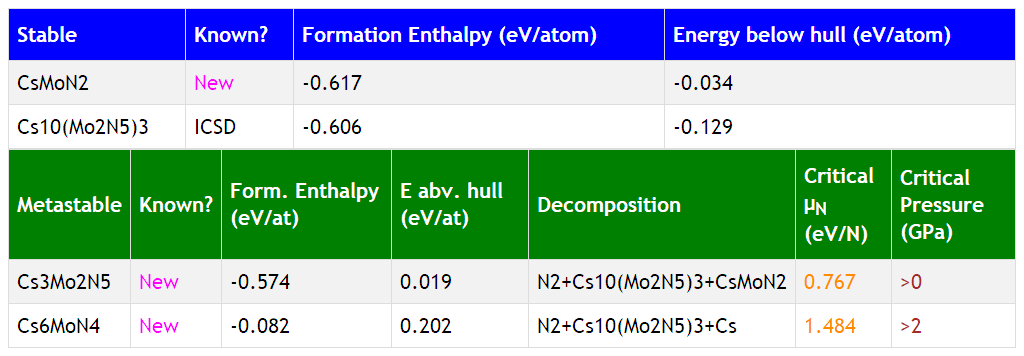 Stable Known? Formation Enthalpy (eV/atom) Energy below hull (eV/atom)
CsMoN2 New -0.617 -0.034
Cs10(Mo2N5)3 ICSD -0.606 -0.129
Metastable Known? Form. Enthalpy (eV/at) E abv. hull (eV/at) Decomposition Critical μN (eV/N) Critical Pressure (GPa)
Cs3Mo2N5 New -0.574 0.019 N2+Cs10(Mo2N5)3+CsMoN2 0.767 >0
Cs6MoN4 New -0.082 0.202 N2+Cs10(Mo2N5)3+Cs 1.484 >2